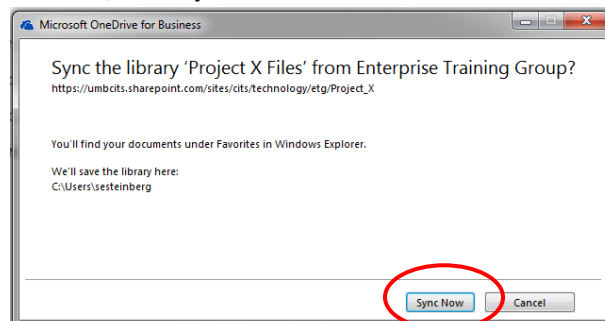 Microsoft OneDrive for Business
Sync the library 'Project X Files' from Enterprise Training Group?
https://umbcits.sharepoint.com/sites/cits/technology/etg/Project_X
You'll find your documents under Favorites in Windows Explorer.
We'll save the library here:
C:\Users\sesteinberg
Sync Now Cancel